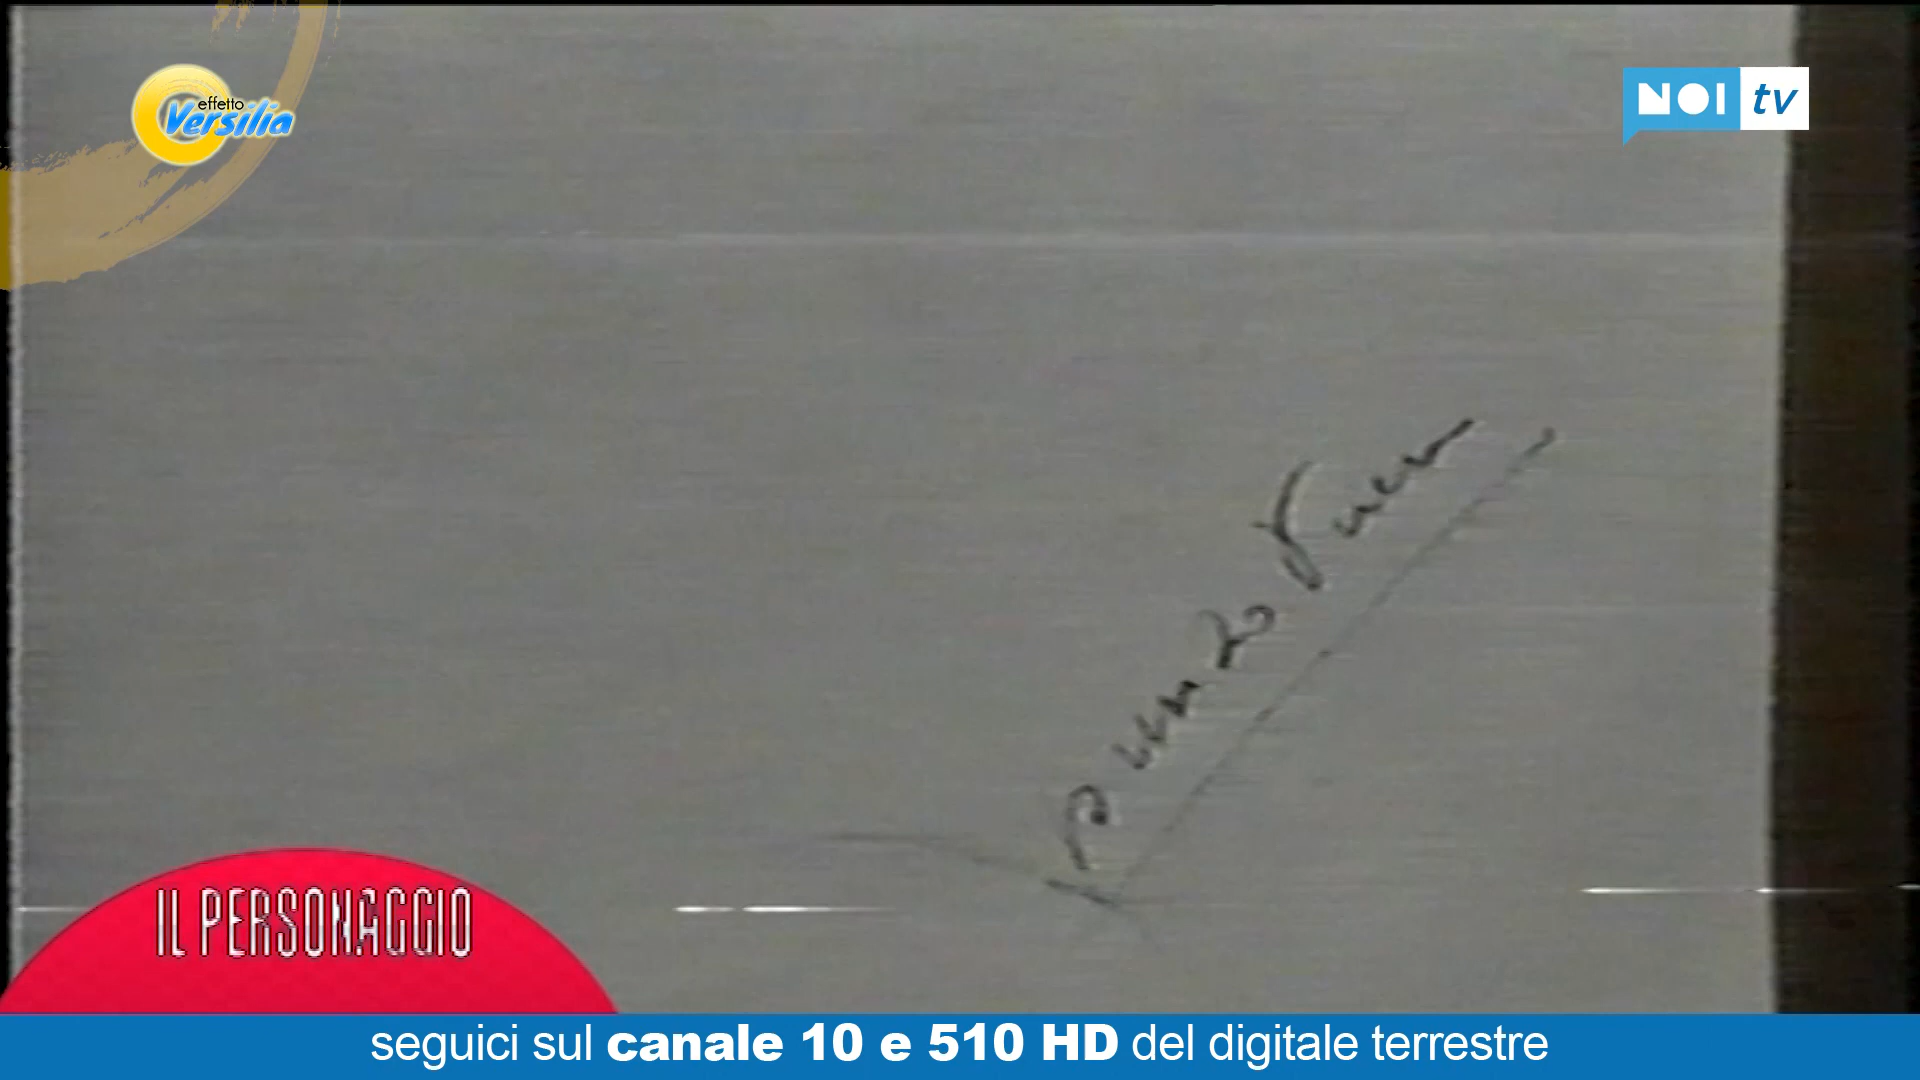 effetto
Versilia
NOI tv
IL PERSONAGGIO
seguici sul canale 10 e 510 HD del digitale terrestre